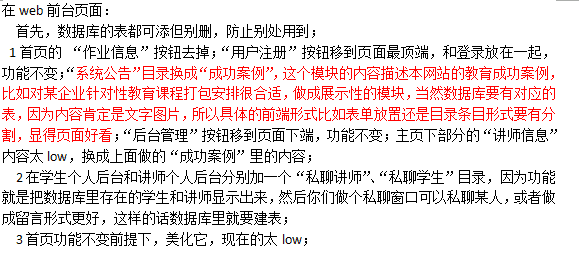 在 web 前台页面：
首先，数据库的表都可添但别删，防止别处用到；
1 首页的 “作业信息”按钮去掉；“用户注册”按钮移到页面最顶端，和登录放在一起，
功能不变；“系统公告”目录换成“成功案例”，这个模块的内容描述本网站的教育成功案例，
比如对某企业针对性教育课程打包安排很合适，做成展示性的模块，当然数据库要有对应的
表，因为内容肯定是文字图片，所以具体的前端形式比如表单放置还是目录条目形式要有分
割，显得页面好看；“后台管理”按钮移到页面下端，功能不变；主页下部分的“讲师信息”
内容太 low，换成上面做的“成功案例”里的内容；
2 在学生个人后台和讲师个人后台分别加一个“私聊讲师”、“私聊学生”目录，因为功能
就是把数据库里存在的学生和讲师显示出来，然后你们做个私聊窗口可以私聊某人，或者做
成留言形式更好，这样的话数据库里就要建表；
3 首页功能不变前提下，美化它，现在的太 low；